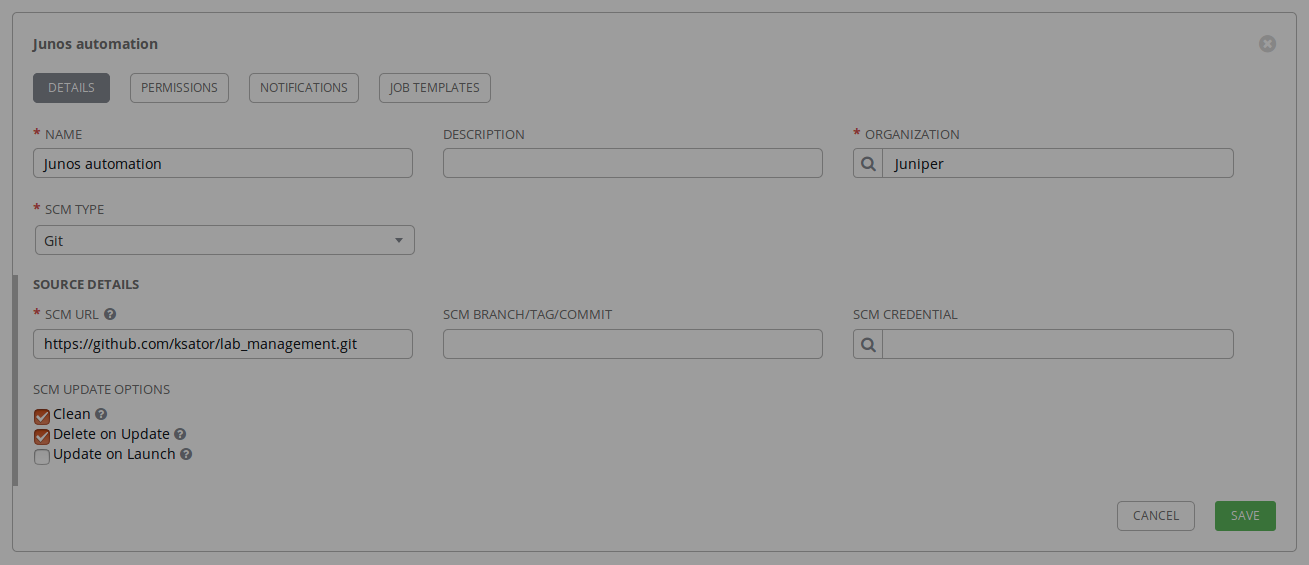 Junos automation
DETAILS PERMISSIONS NOTIFICATIONS JOB TEMPLATES
* NAME DESCRIPTION * ORGANIZATION
Junos automation Juniper
* SCM TYPE
Git
SOURCE DETAILS
* SCM URL ? SCM BRANCH/TAG/COMMIT SCM CREDENTIAL
https://github.com/ksator/lab_management.git
SCM UPDATE OPTIONS
Clean ?
Delete on Update ?
Update on Launch ?
CANCEL SAVE